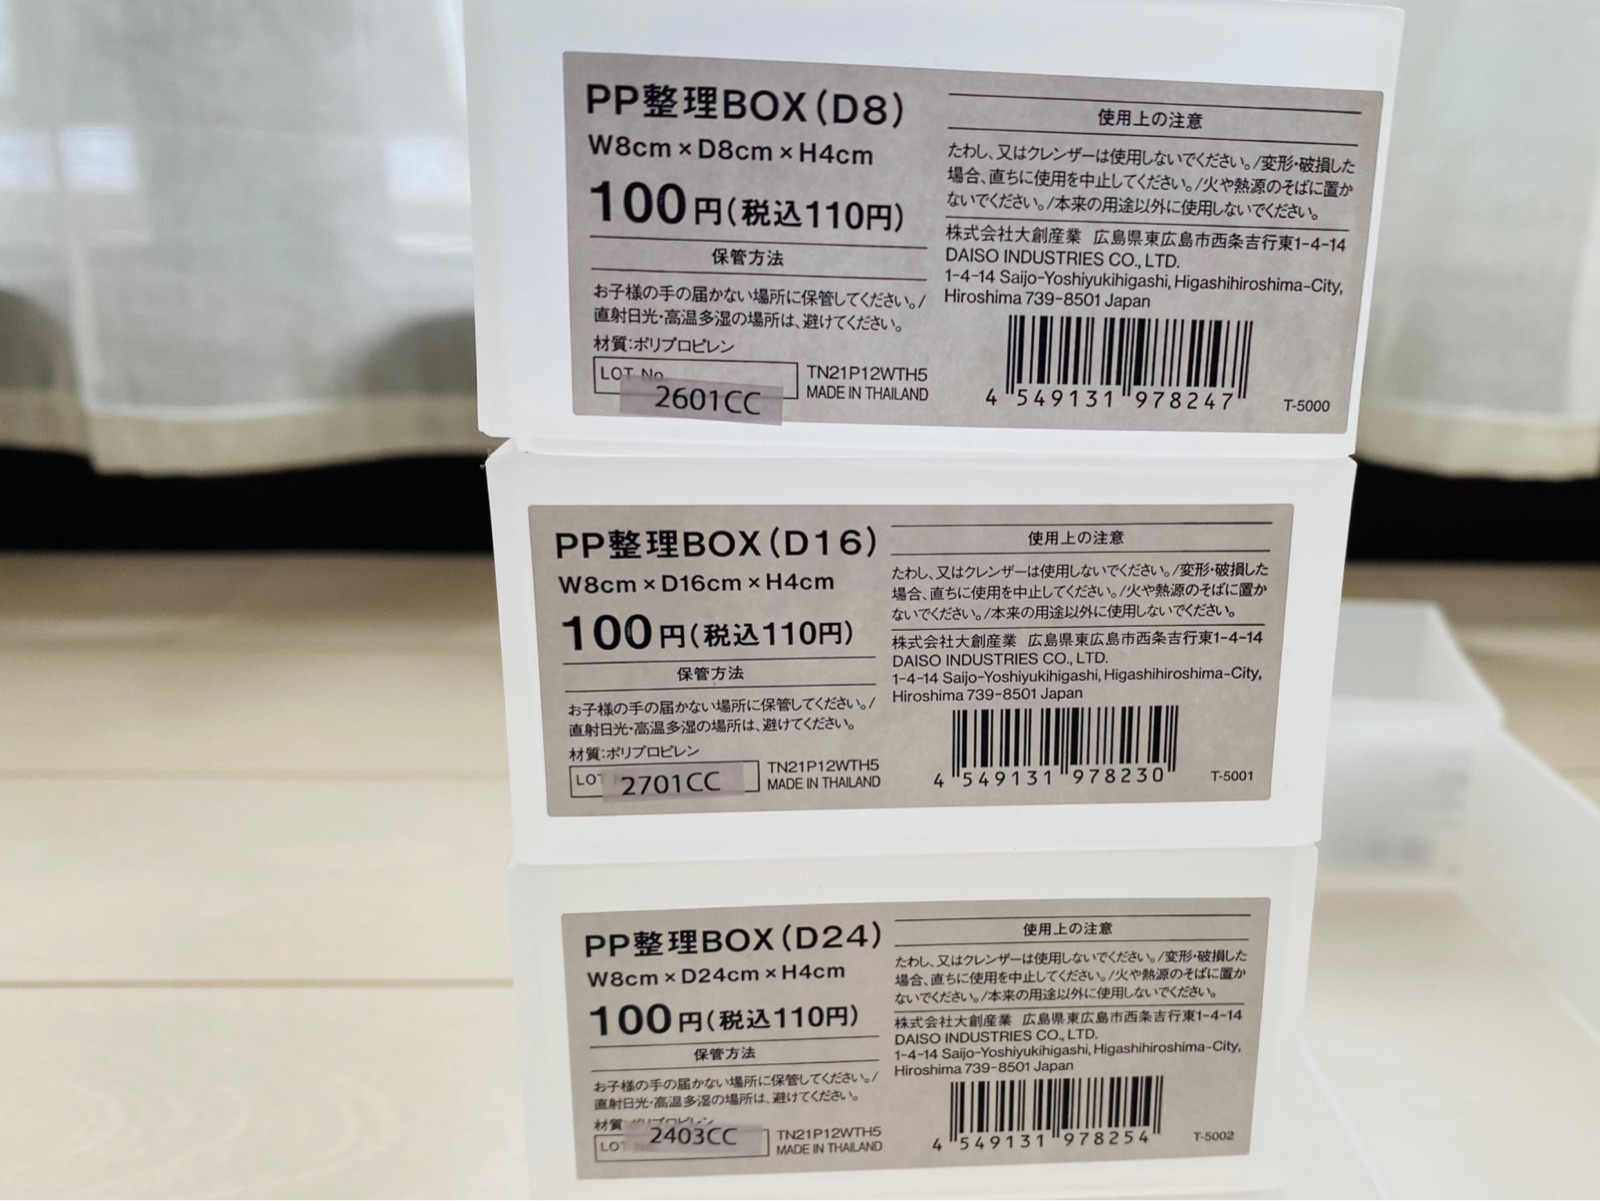 PP整理BOX(D8)
W8cm×D8cm×H4cm
100円(税込110円)
保管方法
お子様の手の届かない場所に保管してください。/
直射日光・高温多湿の場所は、避けてください。
材質:ポリプロピレン
LOT No.
2601CC
TN21P12WTH5
MADE IN THAILAND
使用上の注意
たわし、又はクレンザーは使用しないでください。/変形・破損した
場合、直ちに使用を中止してください。/火や熱源のそばに置か
ないでください。/本来の用途以外に使用しないでください。
株式会社大創産業 広島県東広島市西条吉行東1-4-14
DAISO INDUSTRIES CO., LTD.
1-4-14 Saijo-Yoshiyukihigashi, Higashihiroshima-City,
Hiroshima 739-8501 Japan
4 549131 978247
T-5000
PP整理BOX(D16)
W8cm×D16cm×H4cm
100円(税込110円)
保管方法
お子様の手の届かない場所に保管してください。/
直射日光・高温多湿の場所は、避けてください。
材質:ポリプロピレン
LOT
2701CC
TN21P12WTH5
MADE IN THAILAND
使用上の注意
たわし、又はクレンザーは使用しないでください。/変形・破損した
場合、直ちに使用を中止してください。/火や熱源のそばに置か
ないでください。/本来の用途以外に使用しないでください。
株式会社大創産業 広島県東広島市西条吉行東1-4-14
DAISO INDUSTRIES CO., LTD.
1-4-14 Saijo-Yoshiyukihigashi, Higashihiroshima-City,
Hiroshima 739-8501 Japan
4 549131 978230
T-5001
PP整理BOX(D24)
W8cm×D24cm×H4cm
100円(税込110円)
保管方法
お子様の手の届かない場所に保管してください。/
直射日光・高温多湿の場所は、避けてください。
材質:ポリプロピレン
LOT
2403CC
TN21P12WTH5
MADE IN THAILAND
使用上の注意
たわし、又はクレンザーは使用しないでください。/変形・破損した
場合、直ちに使用を中止してください。/火や熱源のそばに置か
ないでください。/本来の用途以外に使用しないでください。
株式会社大創産業 広島県東広島市西条吉行東1-4-14
DAISO INDUSTRIES CO., LTD.
1-4-14 Saijo-Yoshiyukihigashi, Higashihiroshima-City,
Hiroshima 739-8501 Japan
4 549131 978254
T-5002